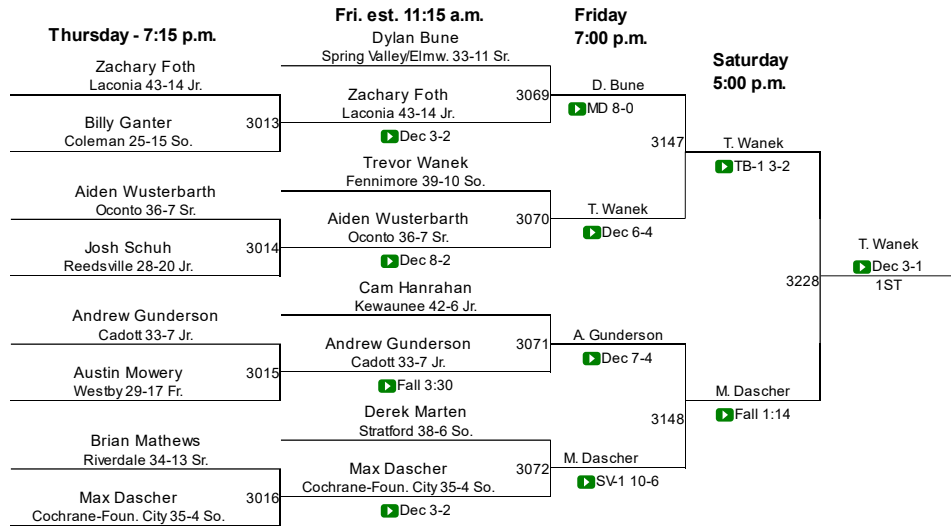 Thursday - 7:15 p.m.
Zachary Foth
Laconia 43-14 Jr.
Billy Ganter
Coleman 25-15 So.
3013
Aiden Wusterbarth
Oconto 36-7 Sr.
Josh Schuh
Reedsville 28-20 Jr.
3014
Andrew Gunderson
Cadott 33-7 Jr.
Austin Mowery
Westby 29-17 Fr.
3015
Brian Mathews
Riverdale 34-13 Sr.
Max Dascher
Cochrane-Foun. City 35-4 So.
3016
Fri. est. 11:15 a.m.
Dylan Bune
Spring Valley/Elmw. 33-11 Sr.
Zachary Foth
Laconia 43-14 Jr.
Dec 3-2
3069
Trevor Wanek
Fennimore 39-10 So.
Aiden Wusterbarth
Oconto 36-7 Sr.
Dec 8-2
3070
Cam Hanrahan
Kewaunee 42-6 Jr.
Andrew Gunderson
Cadott 33-7 Jr.
Fall 3:30
3071
Derek Marten
Stratford 38-6 So.
Max Dascher
Cochrane-Foun. City 35-4 So.
Dec 3-2
3072
Friday
7:00 p.m.
D. Bune
MD 8-0
3147
T. Wanek
Dec 6-4
A. Gunderson
Dec 7-4
3148
M. Dascher
SV-1 10-6
Saturday
5:00 p.m.
T. Wanek
TB-1 3-2
3228
M. Dascher
Fall 1:14
T. Wanek
Dec 3-1
1ST